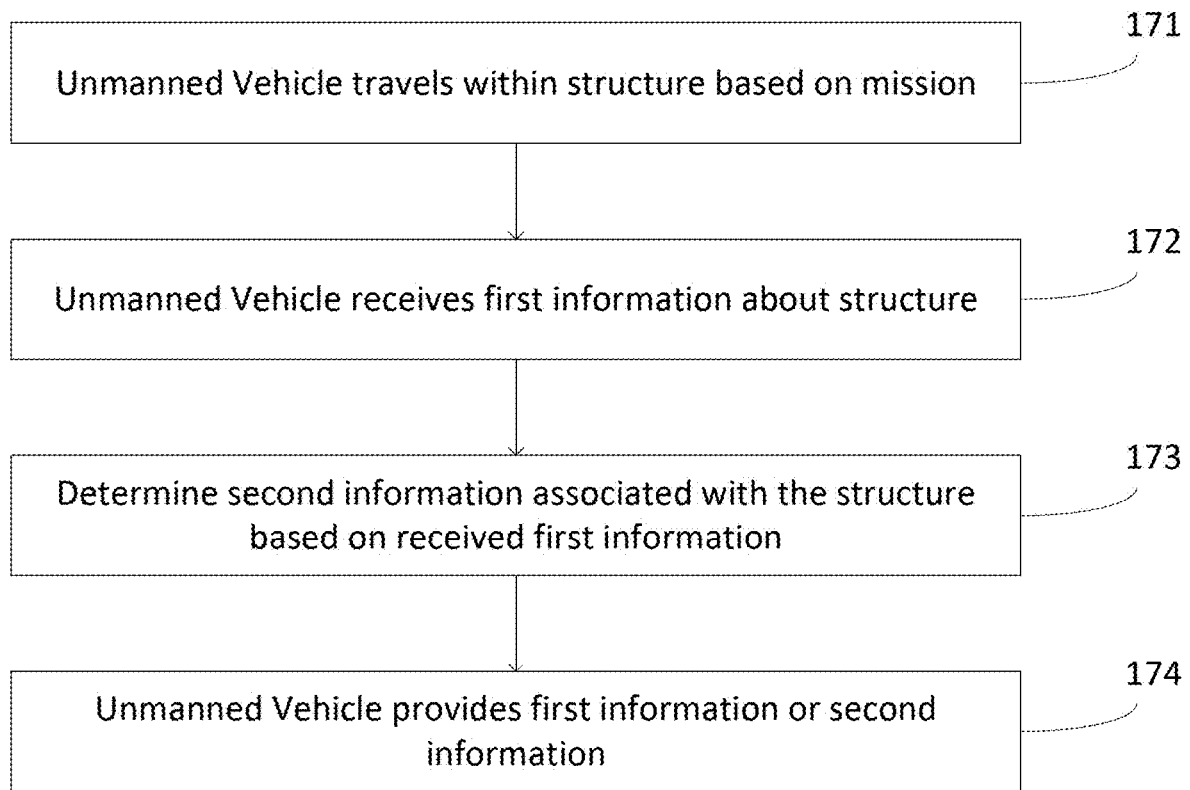 171
Unmanned Vehicle travels within structure based on mission
172
Unmanned Vehicle receives first information about structure
173
Determine second information associated with the structure
based on received first information
174
Unmanned Vehicle provides first information or second
information